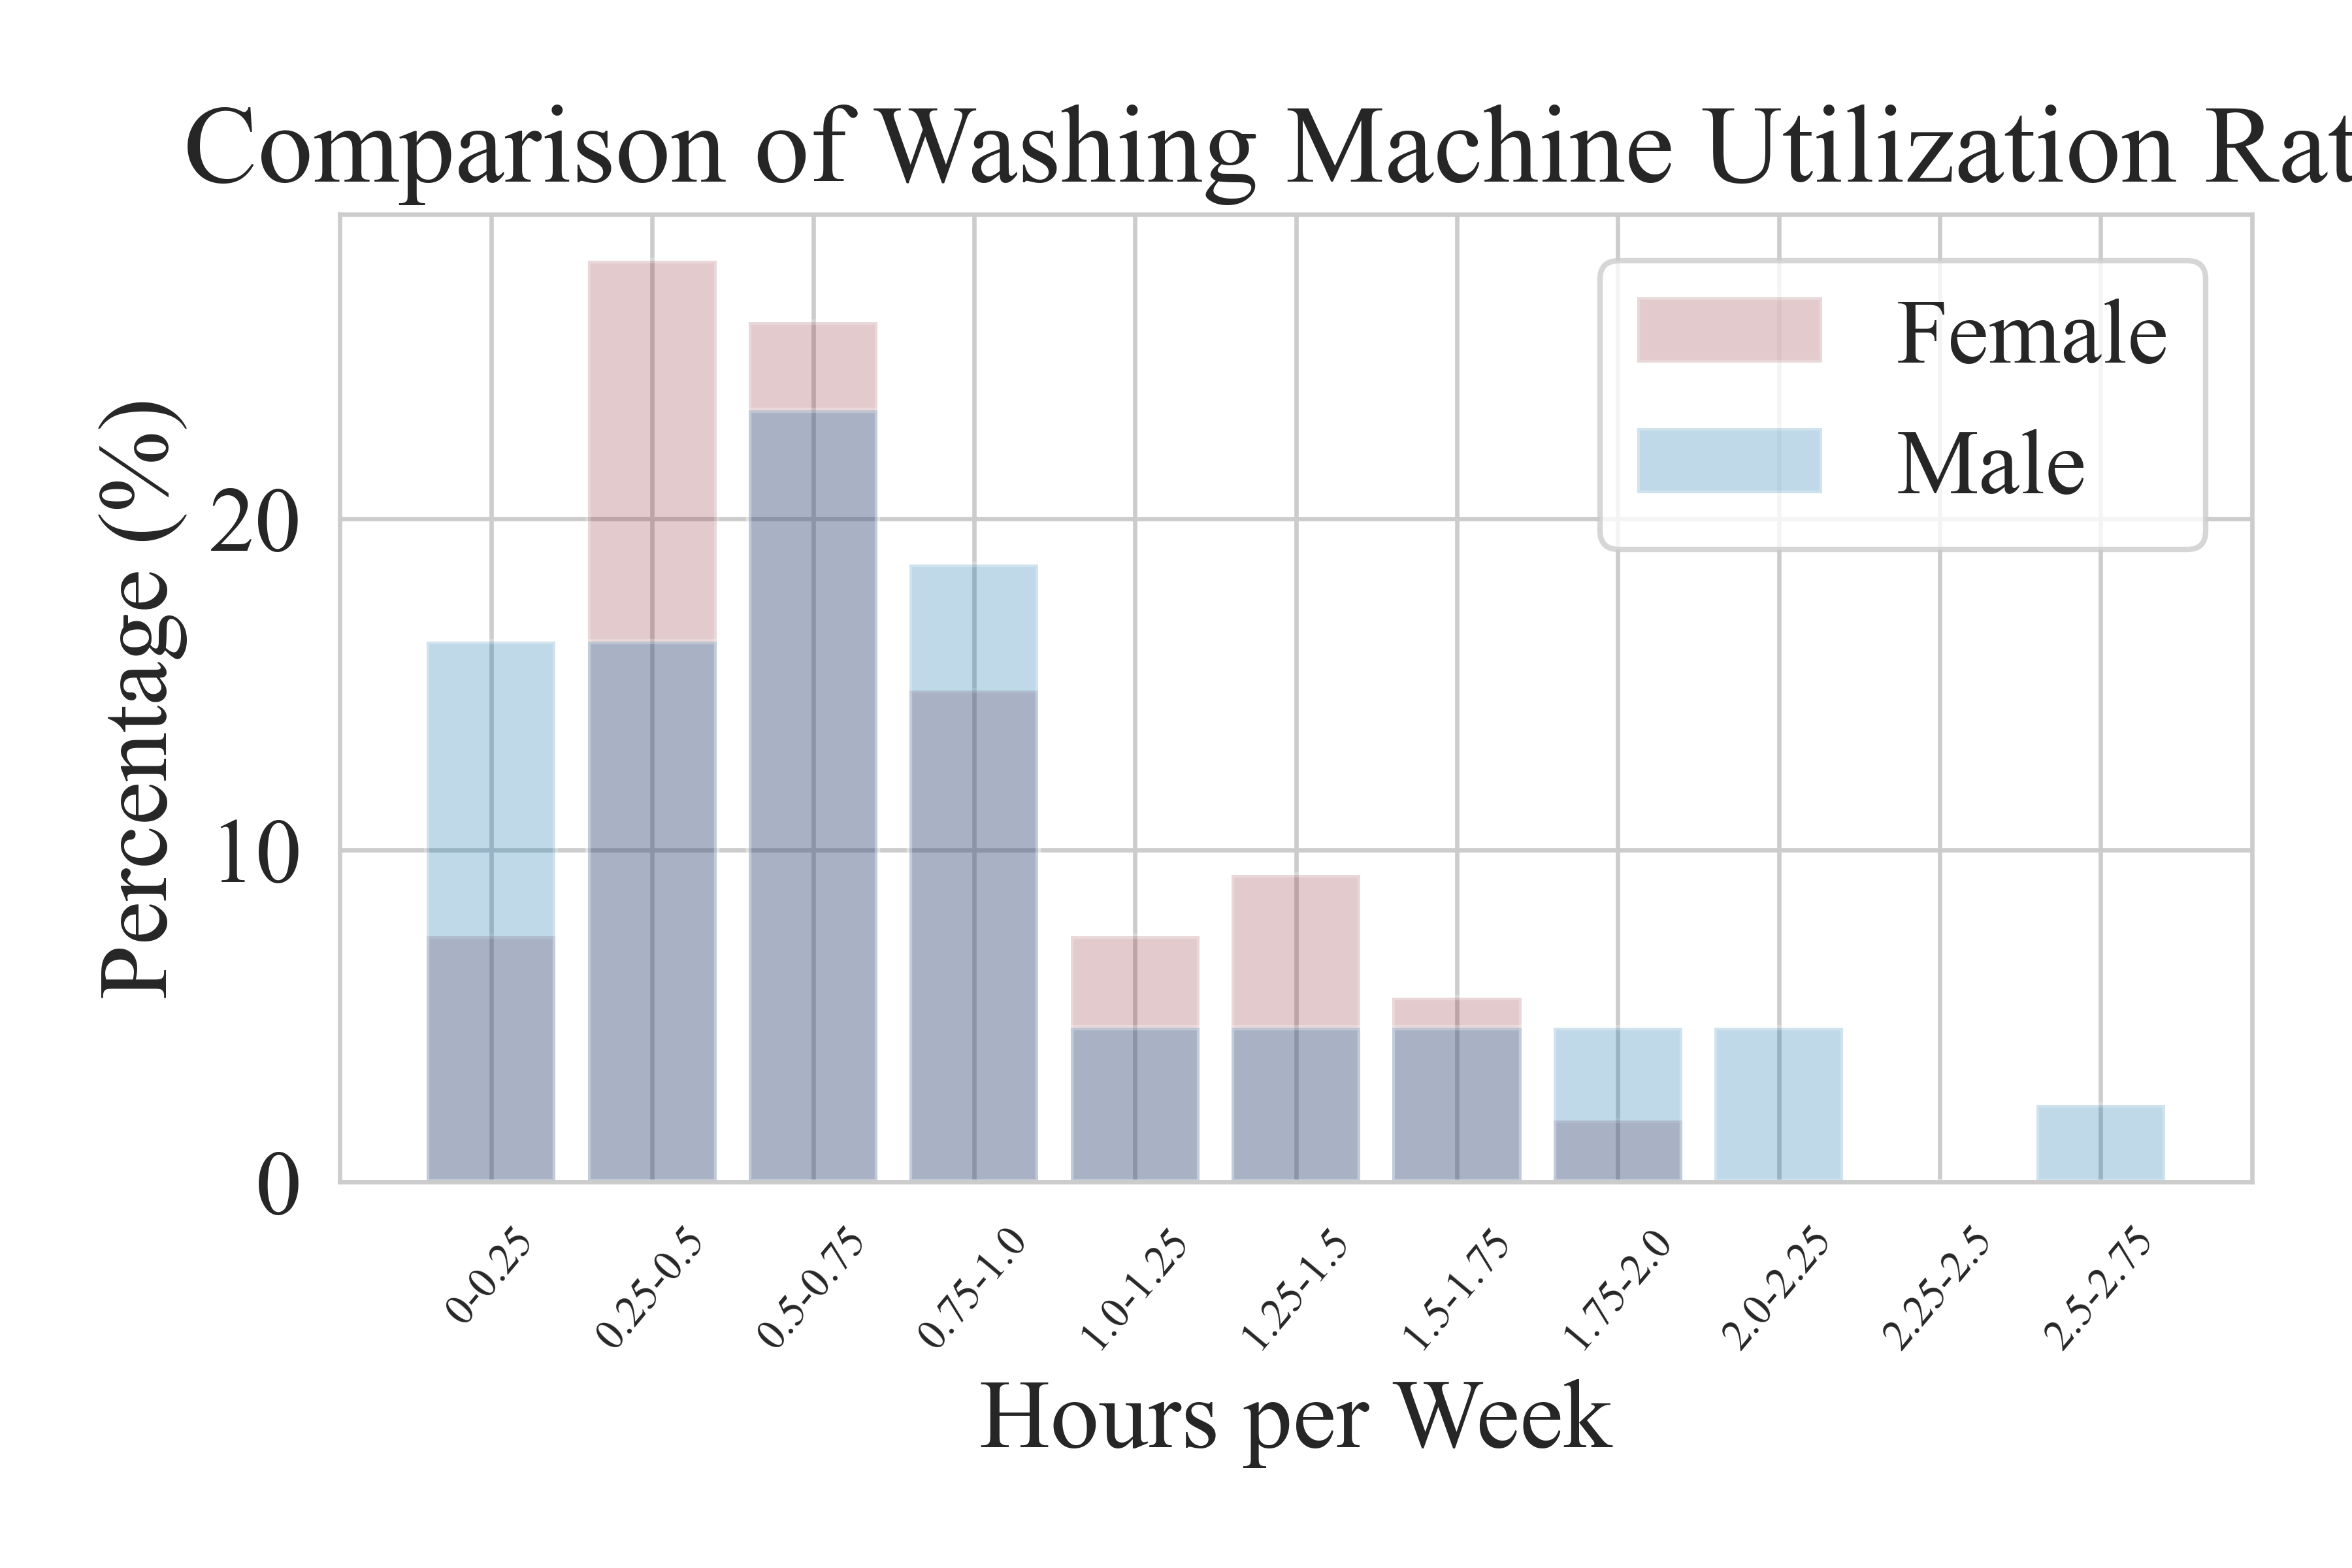 Comparison of Washing Machine Utilization
Female
Male
Percentage (%)
20
10
0
0-0.25
0.25-0.5
0.5-0.75
0.75-1.0
1.0-1.25
1.25-1.5
1.5-1.75
1.75-2.0
2.0-2.25
2.25-2.5
2.5-2.75
Hours per Week